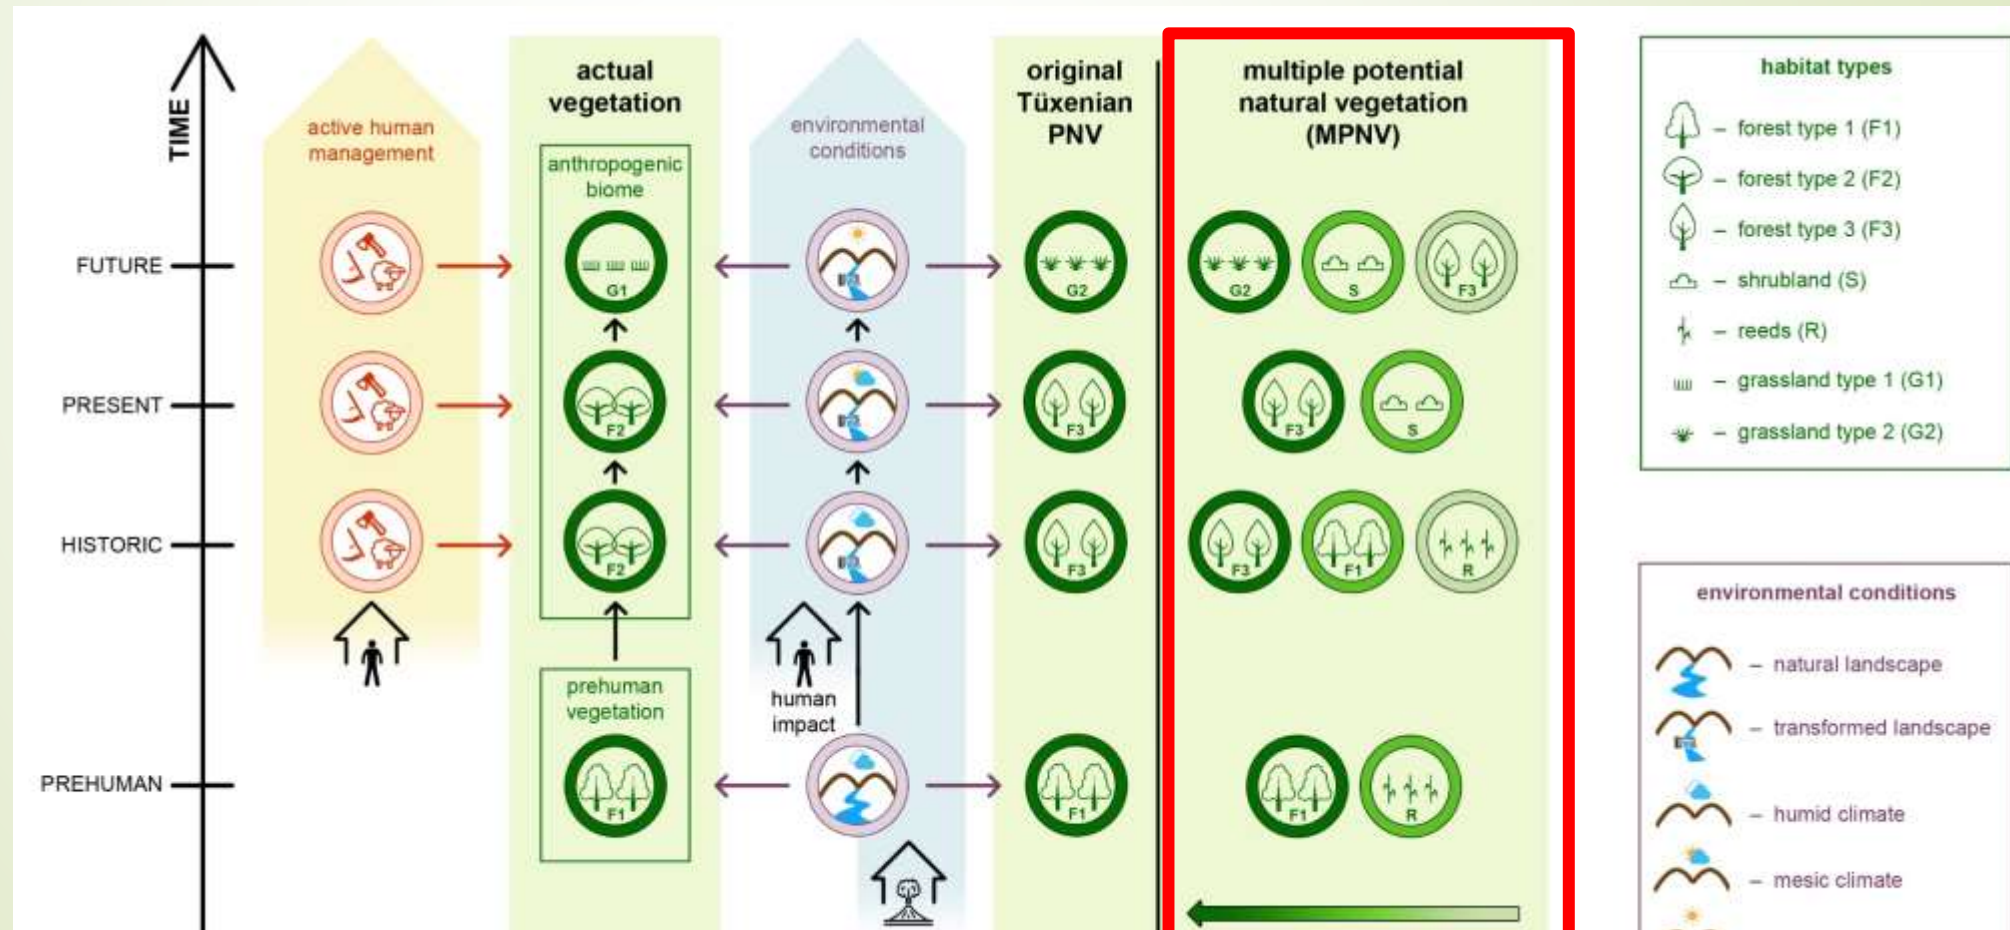 TIME
active human
management
actual
vegetation
environmental
conditions
original
Tüxenian
PNV
multiple potential
natural vegetation
(MPNV)
anthropogenic
biome
FUTURE
G1
G2
G2
S
F3
PRESENT
F2
F3
F3
S
HISTORIC
F2
F3
F3
F1
R
prehuman
vegetation
human
impact
PREHUMAN
F1
F1
F1
R
habitat types
– forest type 1 (F1)
– forest type 2 (F2)
– forest type 3 (F3)
– shrubland (S)
– reeds (R)
– grassland type 1 (G1)
– grassland type 2 (G2)
environmental conditions
– natural landscape
– transformed landscape
– humid climate
– mesic climate